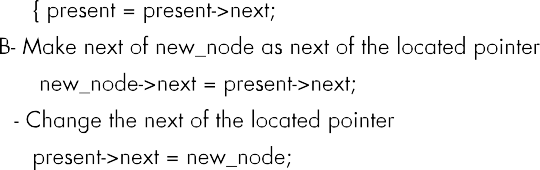 { present = present->next;
B- Make next of new_node as next of the located pointer
new_node->next = present->next;
- Change the next of the located pointer
present->next = new_node;